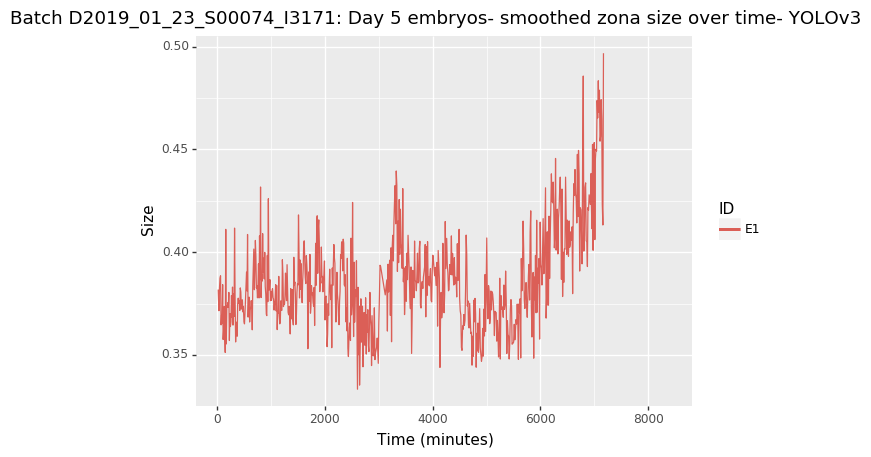 Batch D2019_01_23_S00074_I3171: Day 5 embryos- smoothed zona size over time- YOLOv3
0.50
0.45
0.40
0.35
Size
0
2000
4000
6000
8000
Time (minutes)
ID
E1